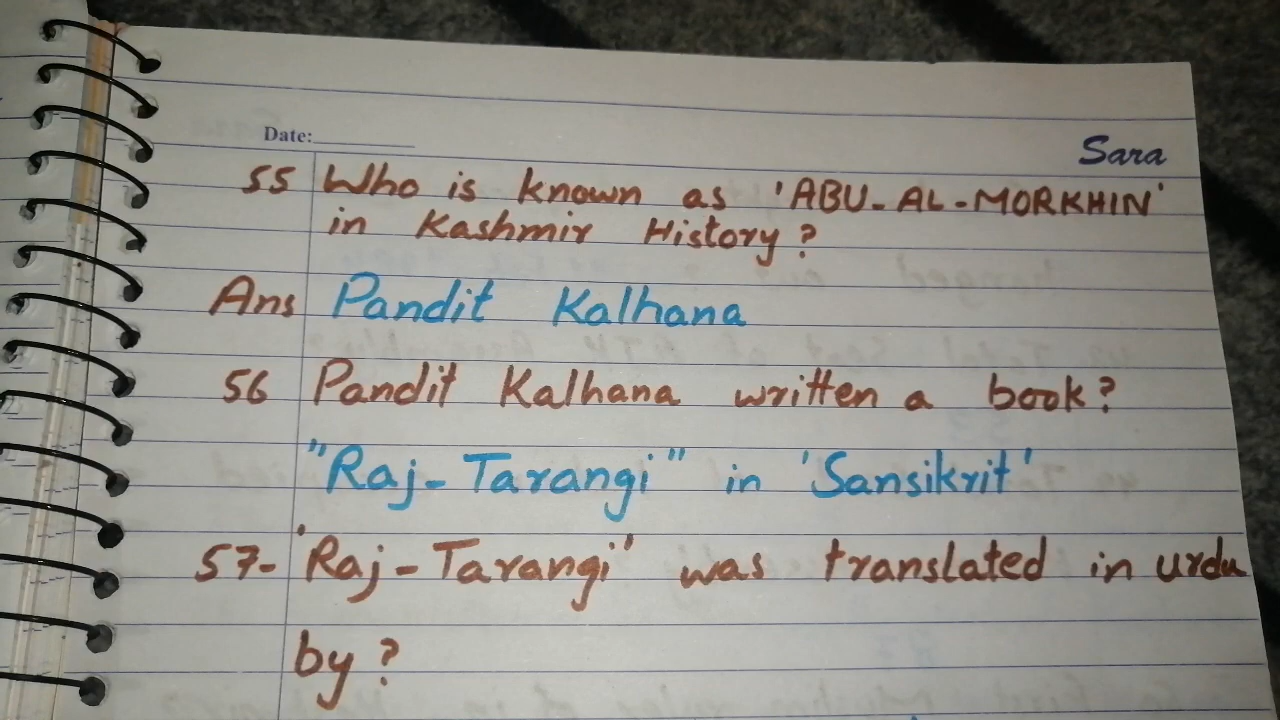 Date:
Sara
55 Who is known as 'ABU-AL-MORKHIN'
in Kashmir History?
Ans Pandit Kalhana
56 Pandit Kalhana written a book?
"Raj-Tarangi" in 'Sansikrit'
57- 'Raj-Tarangi' was translated in urdu
by?